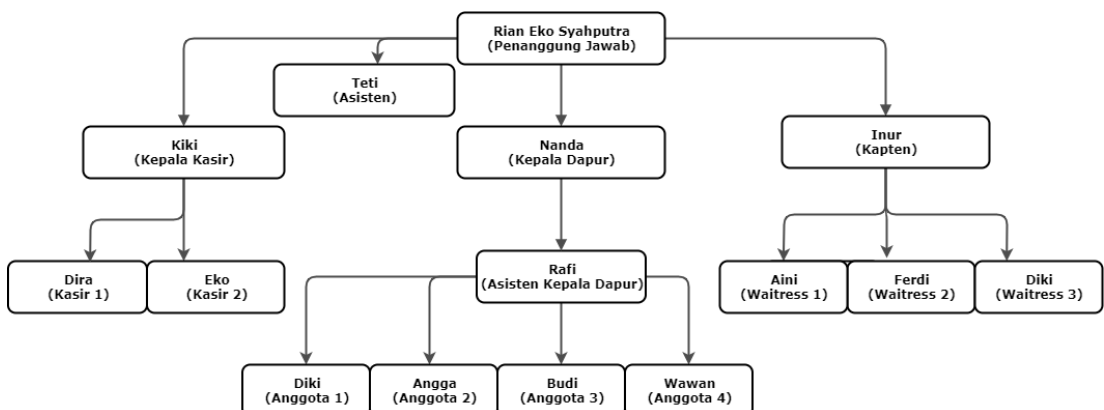 Rian Eko Syahputra
(Penanggung Jawab)
Teti
(Asisten)
Kiki
(Kepala Kasir)
Nanda
(Kepala Dapur)
Inur
(Kapten)
Dira
(Kasir 1)
Eko
(Kasir 2)
Rafi
(Asisten Kepala Dapur)
Aini
(Waitress 1)
Ferdi
(Waitress 2)
Diki
(Waitress 3)
Diki
(Anggota 1)
Angga
(Anggota 2)
Budi
(Anggota 3)
Wawan
(Anggota 4)